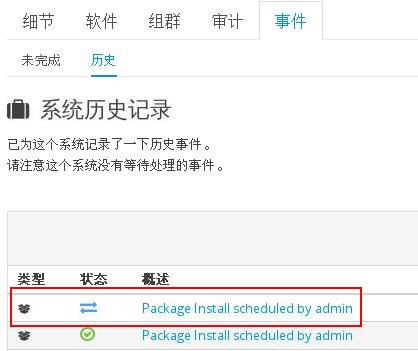 细节 软件 组群 审计 事件
未完成 历史
系统历史记录
已为这个系统记录了一下历史事件。
请注意这个系统没有等待处理的事件。
类型 状态 概述
Package Install scheduled by admin
Package Install scheduled by admin